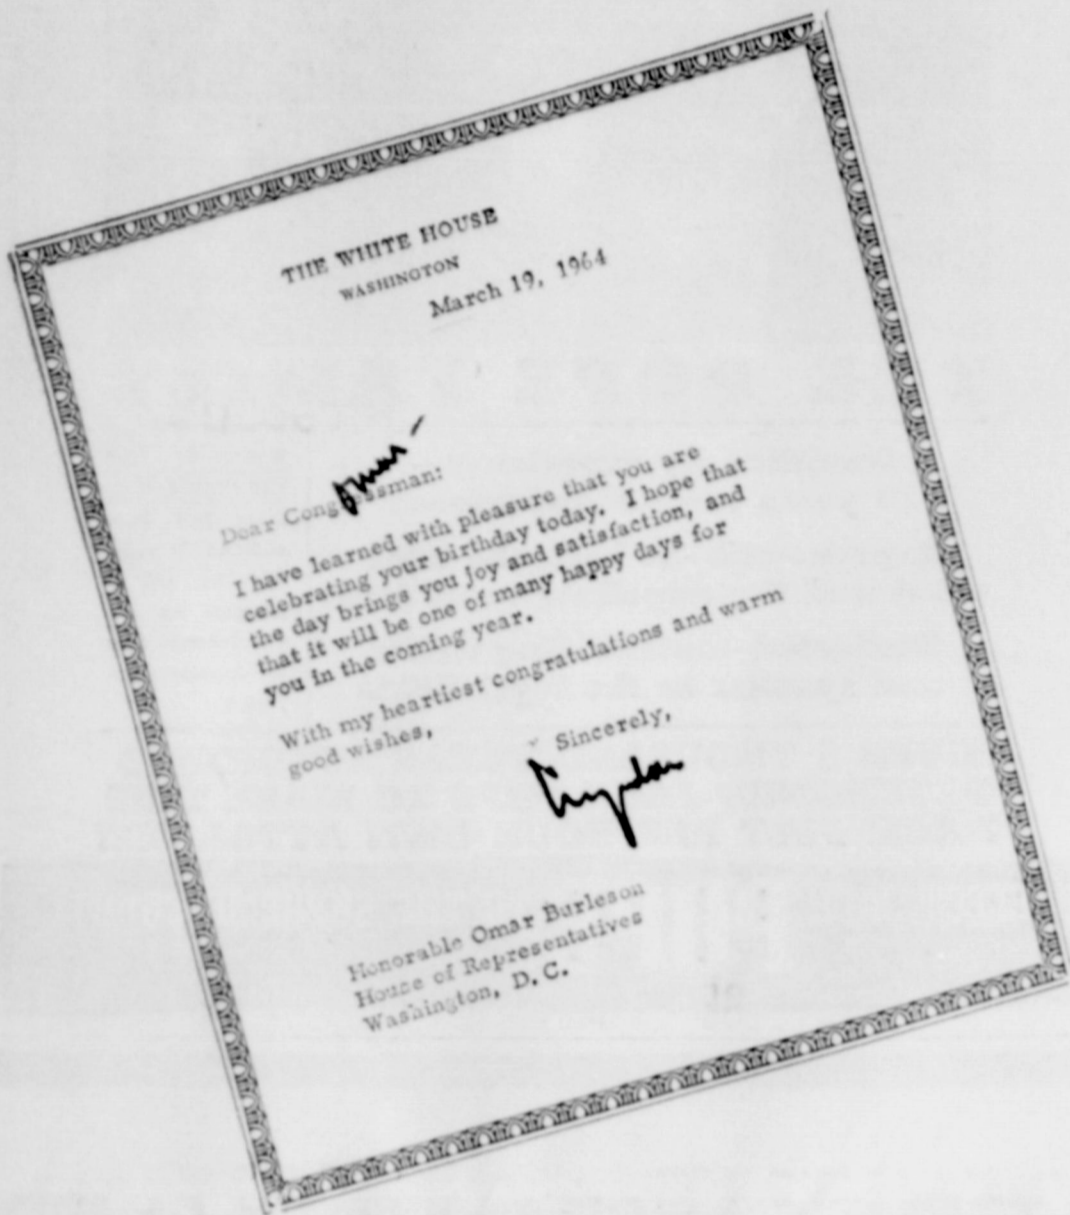 THE WHITE HOUSE
WASHINGTON
March 19, 1964
Omar –
Dear Congressman:
I have learned with pleasure that you are
celebrating your birthday today. I hope that
the day brings you joy and satisfaction, and
that it will be one of many happy days for
you in the coming year.
With my heartiest congratulations and warm
good wishes,
Sincerely,
Lyndon
Honorable Omar Burleson
House of Representatives
Washington, D.C.